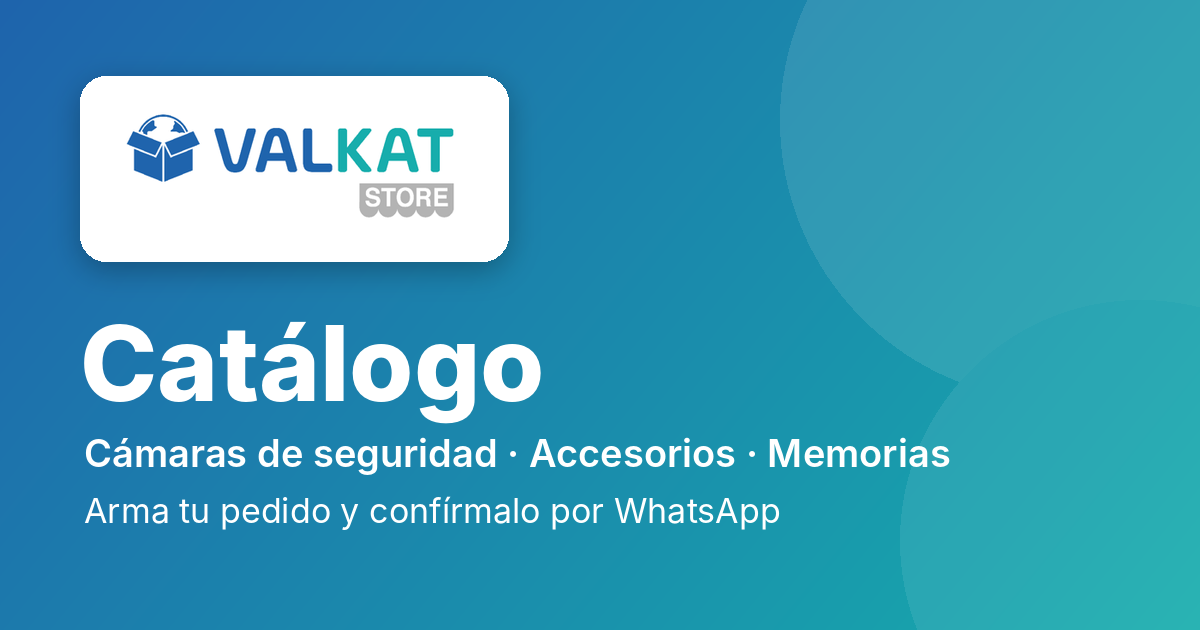 VALKAT
STORE
Catálogo
Cámaras de seguridad · Accesorios · Memorias
Arma tu pedido y confírmalo por WhatsApp